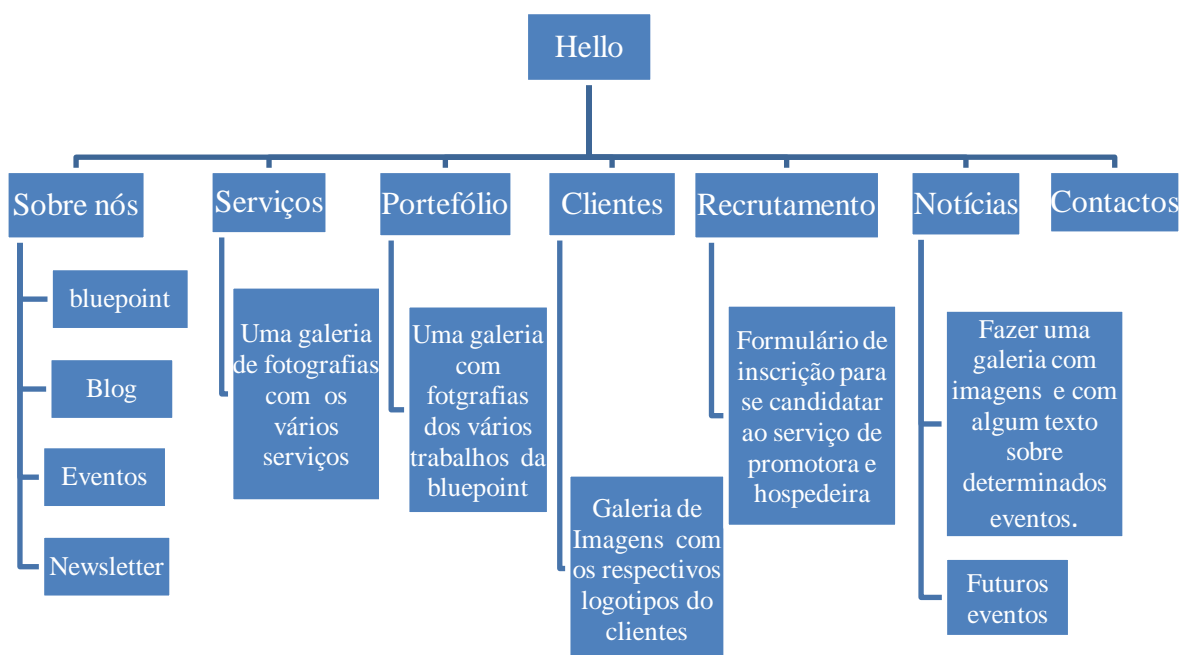 Hello
Sobre nós
Serviços
Portefólio
Clientes
Recrutamento
Notícias
Contactos
bluepoint
Blog
Eventos
Newsletter
Uma galeria
de fotografias
com os
vários
serviços
Uma galeria
com
fotgrafias
dos vários
trabalhos da
bluepoint
Galeria de
Imagens com
os respectivos
logotipos do
clientes
Formulário de
inscrição para
se candidatar
ao serviço de
promotora e
hospedeira
Fazer uma
galeria com
imagens e com
algum texto
sobre
determinados
eventos.
Futuros
eventos